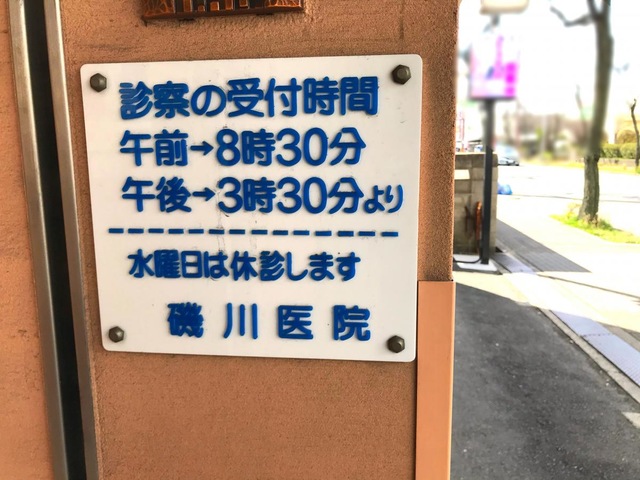 診察の受付時間
午前→8時30分
午後→3時30分より
水曜日は休診します
磯川医院